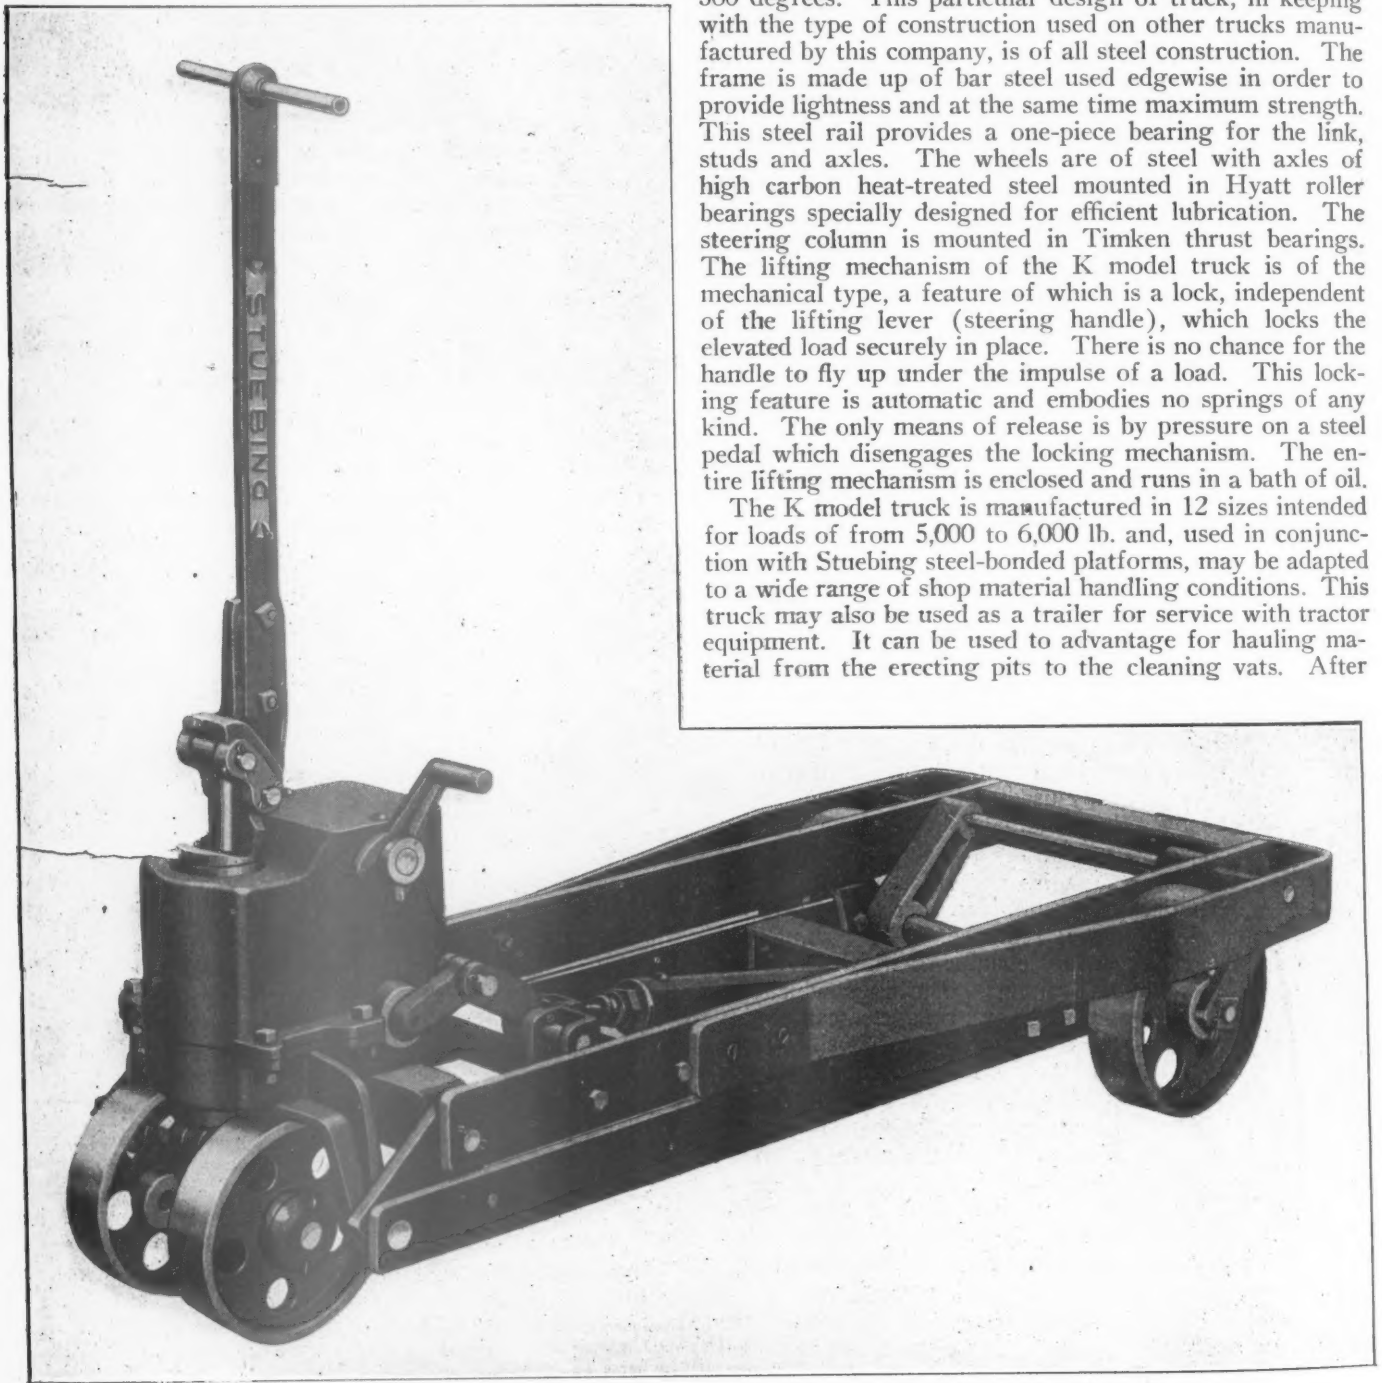 degrees. This particular design of truck, in keeping
with the type of construction used on other trucks manu-
factured by this company, is of all steel construction. The
frame is made up of bar steel used edgewise in order to
provide lightness and at the same time maximum strength.
This steel rail provides a one-piece bearing for the link,
studs and axles. The wheels are of steel with axles of
high carbon heat-treated steel mounted in Hyatt roller
bearings specially designed for efficient lubrication. The
steering column is mounted in Timken thrust bearings.
The lifting mechanism of the K model truck is of the
mechanical type, a feature of which is a lock, independent
of the lifting lever (steering handle), which locks the
elevated load securely in place. There is no chance for the
handle to fly up under the impulse of a load. This lock-
ing feature is automatic and embodies no springs of any
kind. The only means of release is by pressure on a steel
pedal which disengages the locking mechanism. The en-
tire lifting mechanism is enclosed and runs in a bath of oil.
The K model truck is manufactured in 12 sizes intended
for loads of from 5,000 to 6,000 lb. and, used in conjunc-
tion with Stuebing steel-bonded platforms, may be adapted
to a wide range of shop material handling conditions. This
truck may also be used as a trailer for service with tractor
equipment. It can be used to advantage for hauling ma-
terial from the erecting pits to the cleaning vats. After
STUEBING